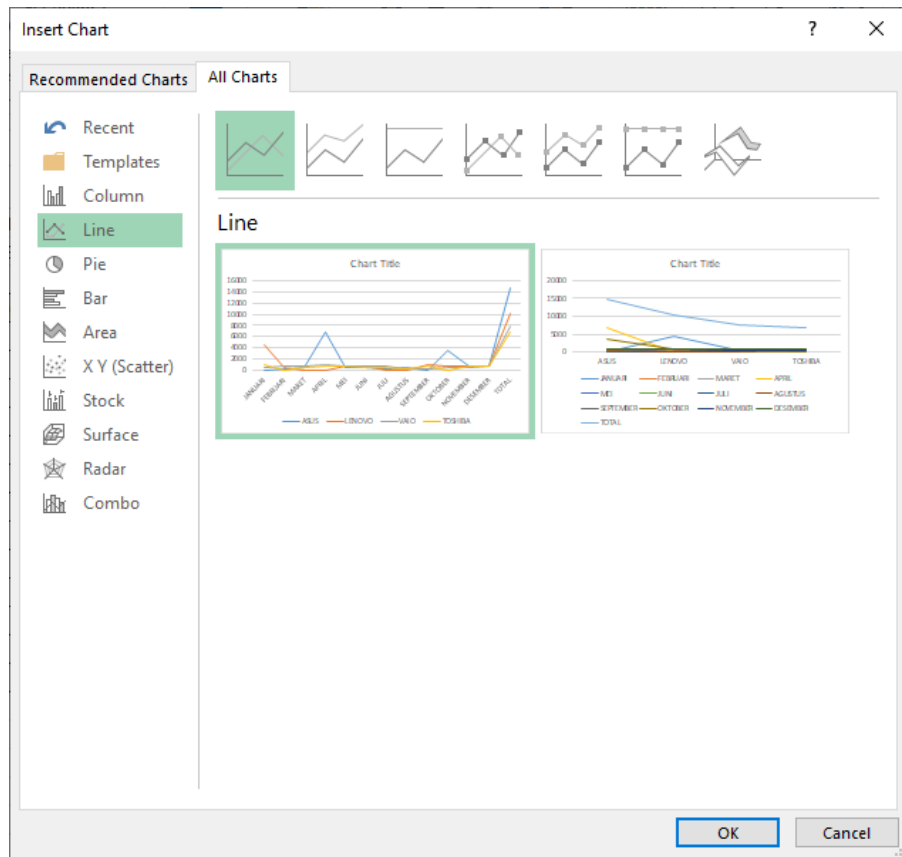 Insert Chart
?
Recommended Charts
All Charts
Recent
Templates
Column
Line
Pie
Bar
Area
X Y (Scatter)
Stock
Surface
Radar
Combo
Line
Chart Title
16000
14000
12000
10000
8000
6000
4000
2000
0
JANUARI FEBRUARI MARET APRIL MEI JUNI JULI AGUSTUS SEPTEMBER OKTOBER NOVEMBER DESEMBER TOTAL
ASUS LENOVO VAIO TOSHIBA
Chart Title
20000
15000
10000
5000
0
ASUS LENOVO VAIO TOSHIBA
JANUARI FEBRUARI MARET APRIL
MEI JUNI JULI AGUSTUS
SEPTEMBER OKTOBER NOVEMBER DESEMBER
TOTAL
OK
Cancel